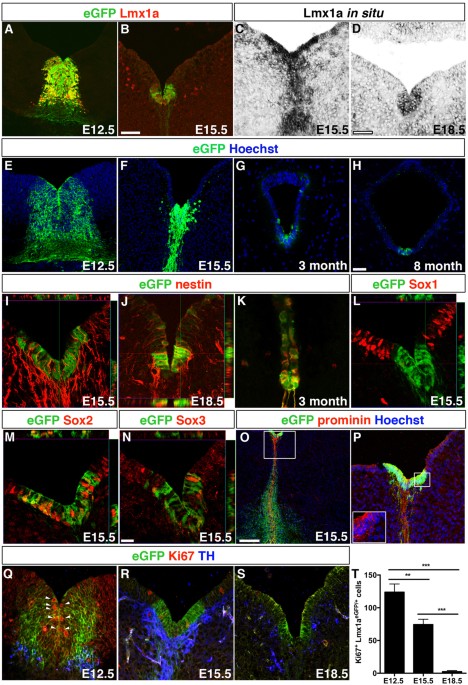 eGFP Lmx1a
Lmx1a in situ
A
B
C
D
E12.5
E15.5
E15.5
E18.5
eGFP Hoechst
E
F
G
H
E12.5
E15.5
3 month
8 month
eGFP nestin
eGFP Sox1
I
J
K
L
E15.5
E18.5
3 month
E15.5
eGFP Sox2
eGFP Sox3
eGFP prominin Hoechst
M
N
O
P
E15.5
E15.5
E15.5
eGFP Ki67 TH
Q
R
S
T
E12.5
E15.5
E18.5
Ki67+ Lmx1a eGFP/+ cells
150
100
50
0
***
**
***
E12.5 E15.5 E18.5